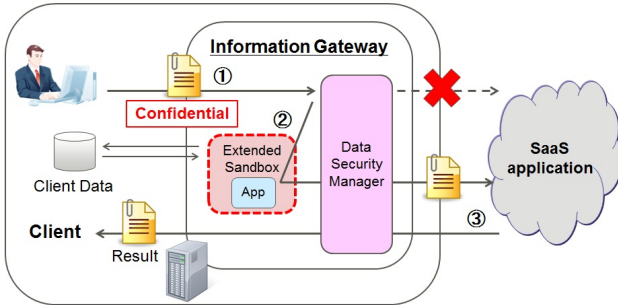 Information Gateway
①
Confidential
②
Extended
Sandbox
App
Data
Security
Manager
SaaS
application
Client Data
③
Client
Result